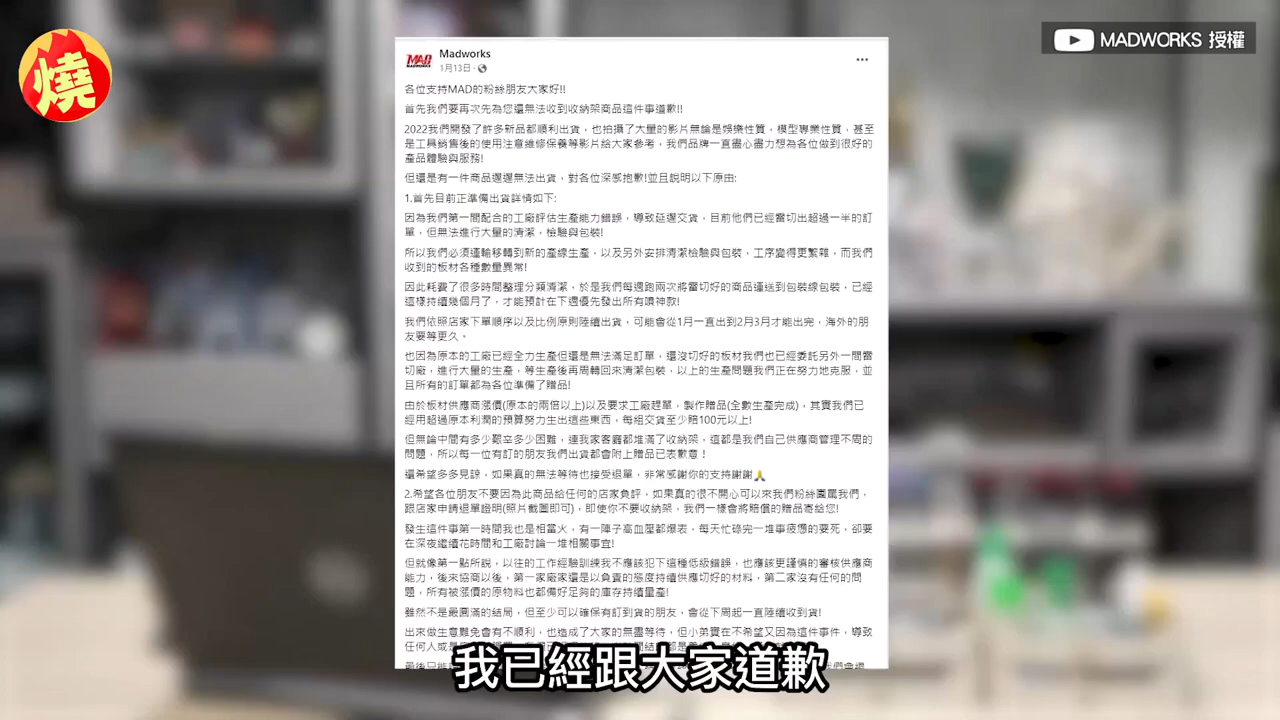 燒
MADWORKS 授權
MAD
MADWORKS
Madworks
1月13日
各位支持MAD的粉絲朋友大家好!!
首先我們要再次先為您還無法收到收納架商品這件事道歉!!
2022我們開發了許多新品都順利出貨，也拍攝了大量的影片無論是娛樂性質，模型專業性質，甚至
是工具銷售後的使用注意維修保養等影片給大家參考，我們品牌一直盡心盡力想為各位做到很好的
產品體驗與服務!
但還是有一件商品遲遲無法出貨，對各位深感抱歉!並且說明以下原由:
1.首先目前正準備出貨詳情如下:
因為我們第一間配合的工廠評估生產能力錯誤，導致延遲交貨，目前他們已經雷切出超過一半的訂
單，但無法進行大量的清潔，檢驗與包裝!
所以我們必須運輸移轉到新的產線生產，以及另外安排清潔檢驗與包裝，工序變得更繁雜，而我們
收到的板材各種數量異常!
因此耗費了很多時間整理分類清潔，於是我們每週跑兩次將雷切好的商品運送到包裝線包裝，已經
這樣持續幾個月了，才能預計在下週優先發出所有噴神款!
我們依照店家下單順序以及比例原則陸續出貨，可能會從1月一直出到2月3月才能出完，海外的朋
友要等更久。
也因為原本的工廠已經全力生產但還是無法滿足訂單，還沒切好的板材我們也已經委託另外一間雷
切廠，進行大量的生產，等生產後再周轉回來清潔包裝，以上的生產問題我們正在努力地克服，並
且所有的訂單都為各位準備了贈品!
由於板材供應商漲價(原本的兩倍以上)以及要求工廠趕單，製作贈品(全數生產完成)，其實我們已
經用超過原本利潤的預算努力生出這些東西，每組交貨至少賠100元以上!
但無論中間有多少艱辛多少困難，連我家客廳都堆滿了收納架，這都是我們自己供應商管理不周的
問題，所以每一位有訂的朋友我們出貨都會附上贈品已表歉意！
還希望多多見諒，如果真的無法等待也接受退單，非常感謝你的支持謝謝🙏
2.希望各位朋友不要因為此商品給任何的店家負評，如果真的很不開心可以來我們粉絲團罵我們，
跟店家申請退單證明(照片截圖即可)，即使你不要收納架，我們一樣會將賠償的贈品寄給您!
發生這件事第一時間我也是相當火，有一陣子高血壓都爆表，每天忙碌完一堆事疲憊的要死，卻要
在深夜繼續花時間和工廠討論一堆相關事宜!
但就像第一點所說，以往的工作經驗訓練我不應該犯下這種低級錯誤，也應該更謹慎的審核供應商
能力，後來協商以後，第一家廠家還是以負責的態度持續供應切好的材料，第二家沒有任何的問
題，所有被漲價的原物料也都備好足夠的庫存持續量產!
雖然不是最圓滿的結局，但至少可以確保有訂到貨的朋友，會從下周起一直陸續收到貨!
出來做生意難免會有不順利，也造成了大家的無盡等待，但小弟實在不希望又因為這件事件，導致
我已經跟大家道歉